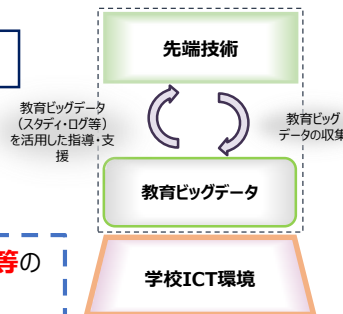 先端技術
教育ビッグデータ
（スタディ・ログ等）
を活用した指導・支
援
教育ビッグ
データの収集
教育ビッグデータ
等の
学校ICT環境